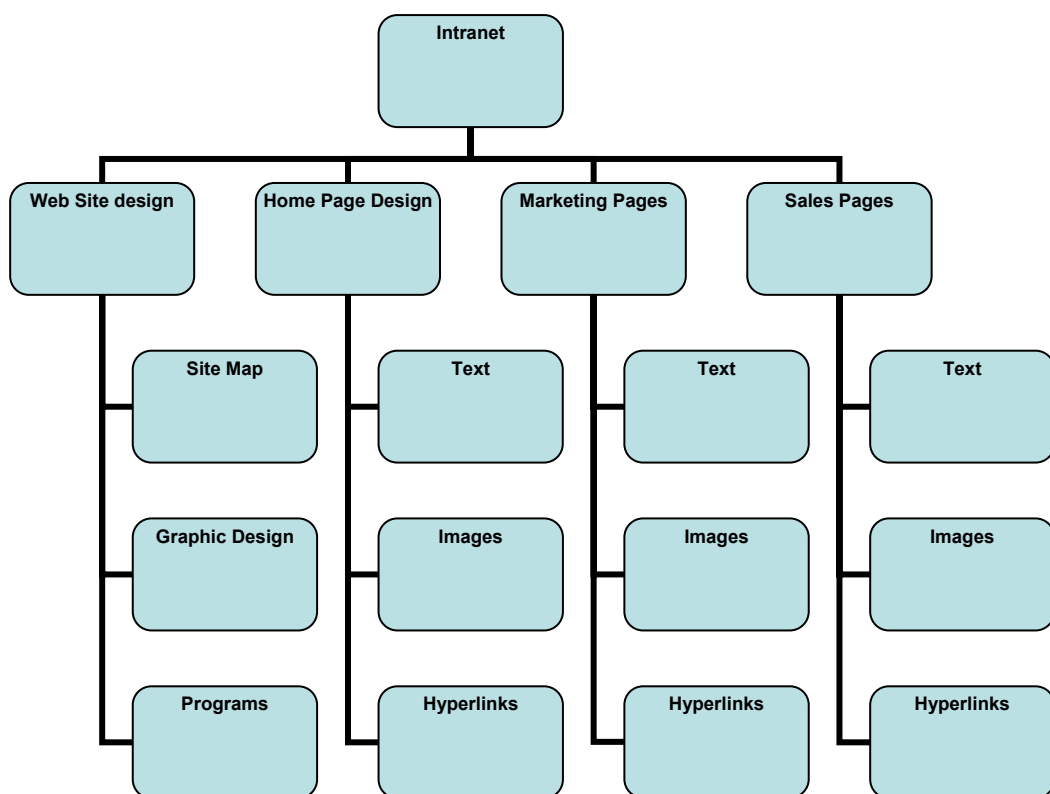 Intranet
Web Site design
Home Page Design
Marketing Pages
Sales Pages
Site Map
Text
Text
Text
Graphic Design
Images
Images
Images
Programs
Hyperlinks
Hyperlinks
Hyperlinks